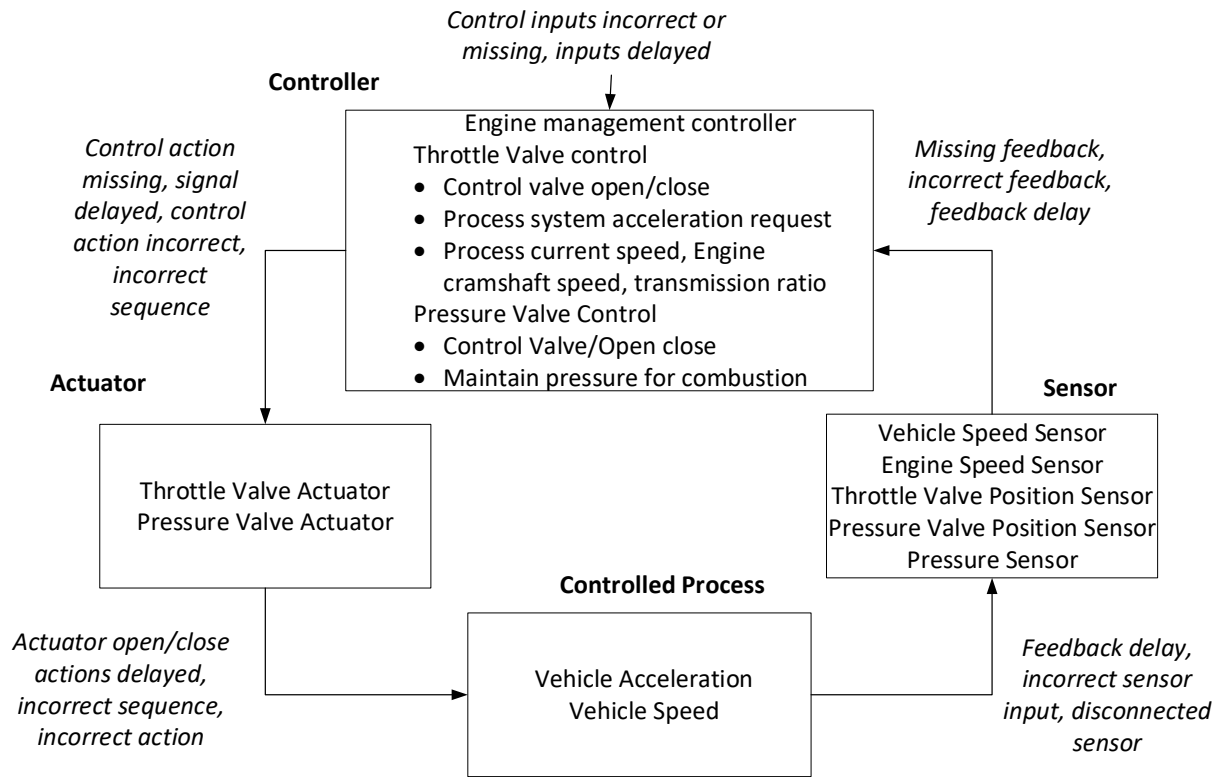 Control inputs incorrect or
missing, inputs delayed
Controller
Engine management controller
Throttle Valve control
• Control valve open/close
• Process system acceleration request
• Process current speed, Engine
cramshaft speed, transmission ratio
Pressure Valve Control
• Control Valve/Open close
• Maintain pressure for combustion
Control action
missing, signal
delayed, control
action incorrect,
incorrect
sequence
Missing feedback,
incorrect feedback,
feedback delay
Actuator
Throttle Valve Actuator
Pressure Valve Actuator
Sensor
Vehicle Speed Sensor
Engine Speed Sensor
Throttle Valve Position Sensor
Pressure Valve Position Sensor
Pressure Sensor
Controlled Process
Vehicle Acceleration
Vehicle Speed
Actuator open/close
actions delayed,
incorrect sequence,
incorrect action
Feedback delay,
incorrect sensor
input, disconnected
sensor